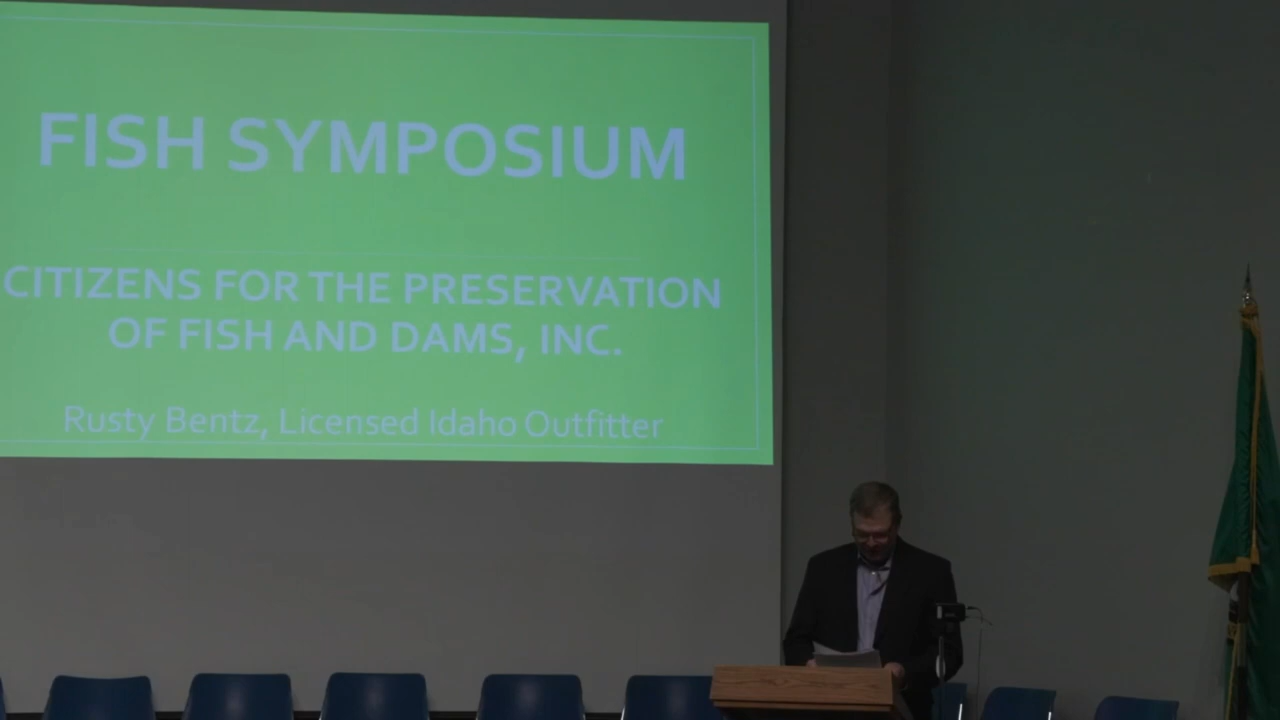 FISH SYMPOSIUM
CITIZENS FOR THE PRESERVATION
OF FISH AND DAMS, INC.
Rusty Bentz, Licensed Idaho Outfitter